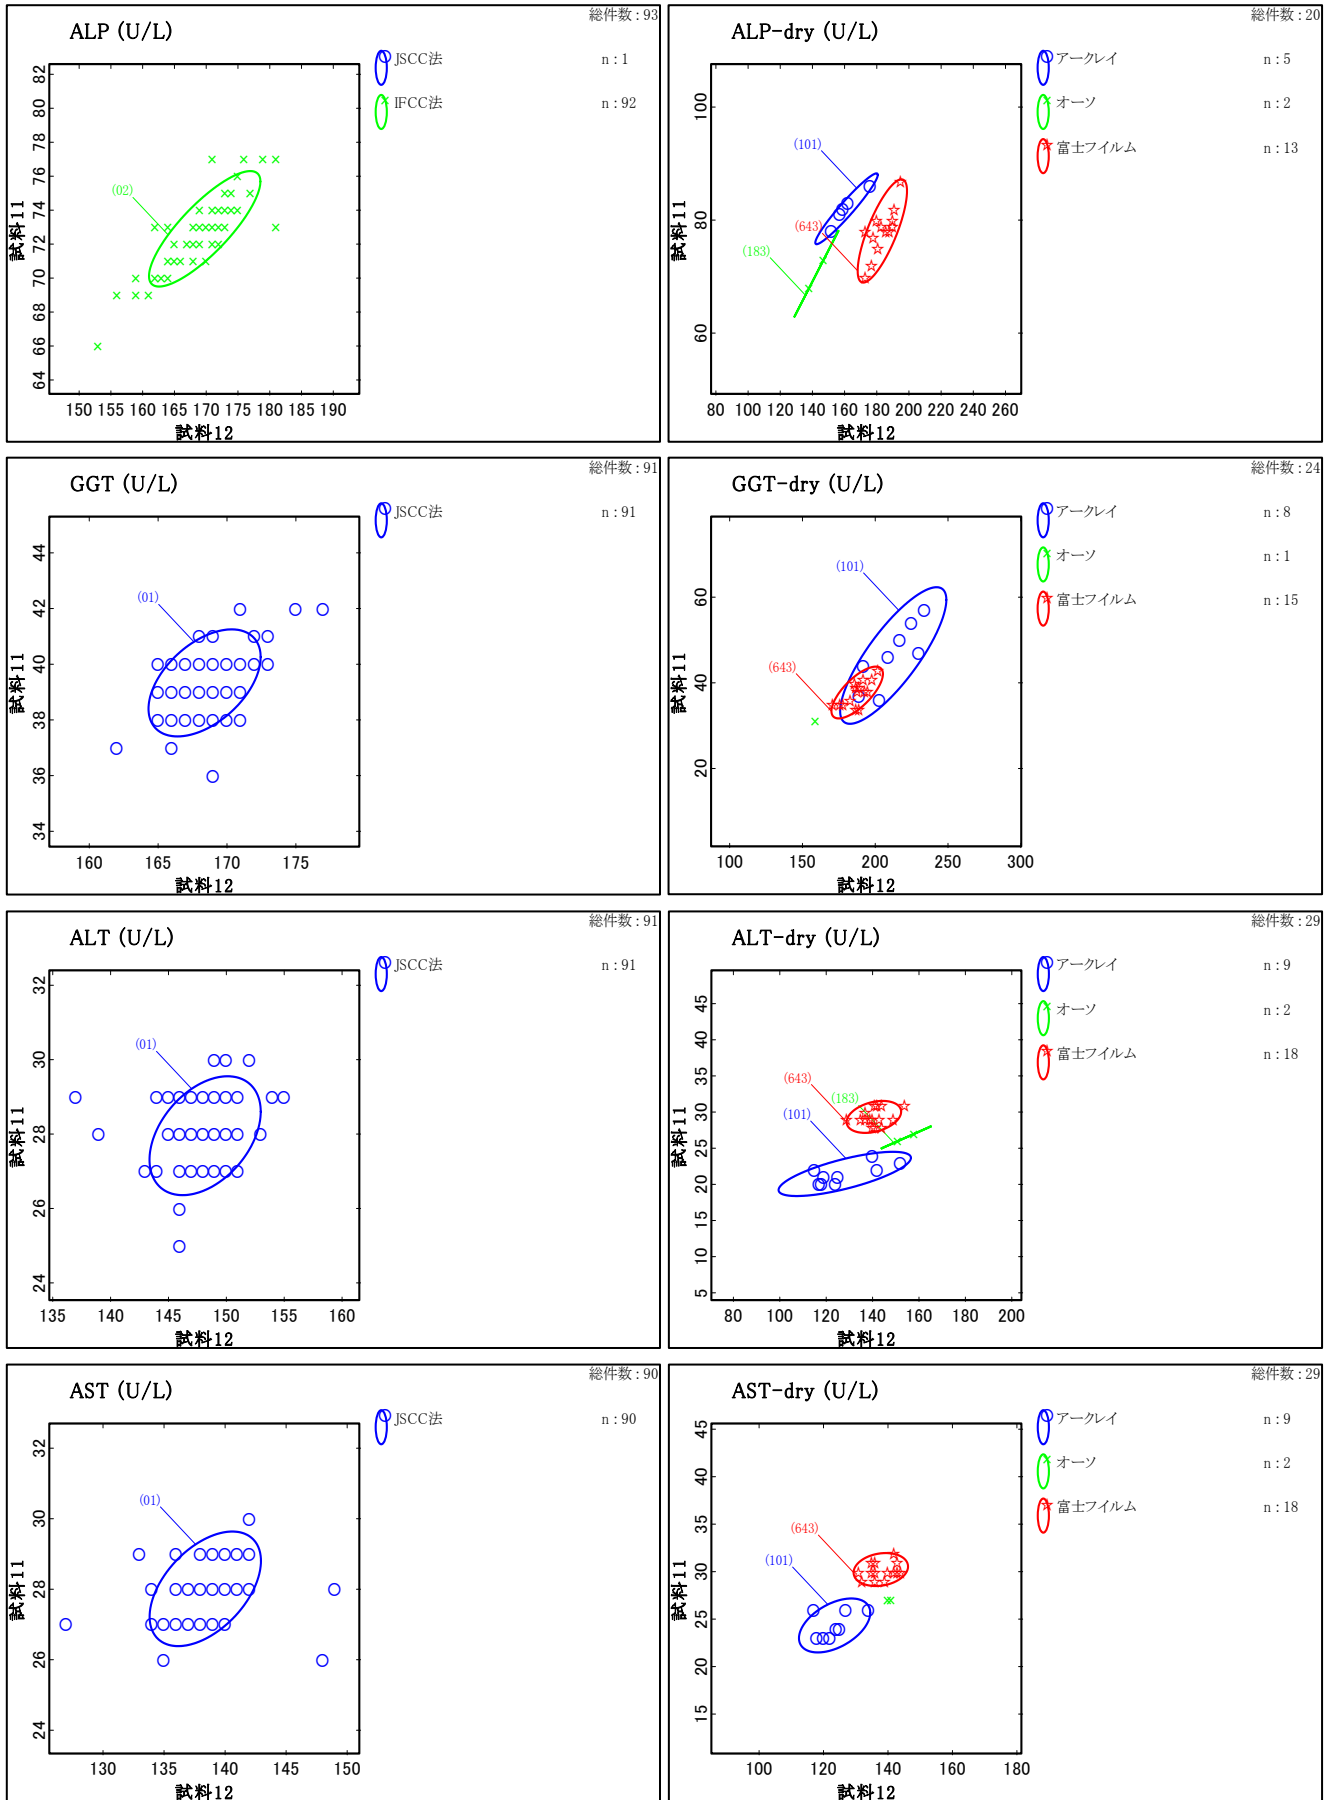 総件数 : 93
ALP (U/L)
JSCC法 n : 1
IFCC法 n : 92
(02)
82
80
78
76
74
72
70
68
66
64
試料11
150 155 160 165 170 175 180 185 190
試料12
総件数 : 20
ALP-dry (U/L)
アークレイ n : 5
オーソ n : 2
富士フイルム n : 13
(101)
(643)
(183)
100
80
60
試料11
80 100 120 140 160 180 200 220 240 260
試料12
総件数 : 91
GGT (U/L)
JSCC法 n : 91
(01)
44
42
40
38
36
34
試料11
160 165 170 175
試料12
総件数 : 24
GGT-dry (U/L)
アークレイ n : 8
オーソ n : 1
富士フイルム n : 15
(101)
(643)
60
40
20
試料11
100 150 200 250 300
試料12
総件数 : 91
ALT (U/L)
JSCC法 n : 91
(01)
32
30
28
26
24
試料11
135 140 145 150 155 160
試料12
総件数 : 29
ALT-dry (U/L)
アークレイ n : 9
オーソ n : 2
富士フイルム n : 18
(643)
(183)
(101)
45
40
35
30
25
20
15
10
5
試料11
80 100 120 140 160 180 200
試料12
総件数 : 90
AST (U/L)
JSCC法 n : 90
(01)
32
30
28
26
24
試料11
130 135 140 145 150
試料12
総件数 : 29
AST-dry (U/L)
アークレイ n : 9
オーソ n : 2
富士フイルム n : 18
(643)
(101)
45
40
35
30
25
20
15
試料11
100 120 140 160 180
試料12